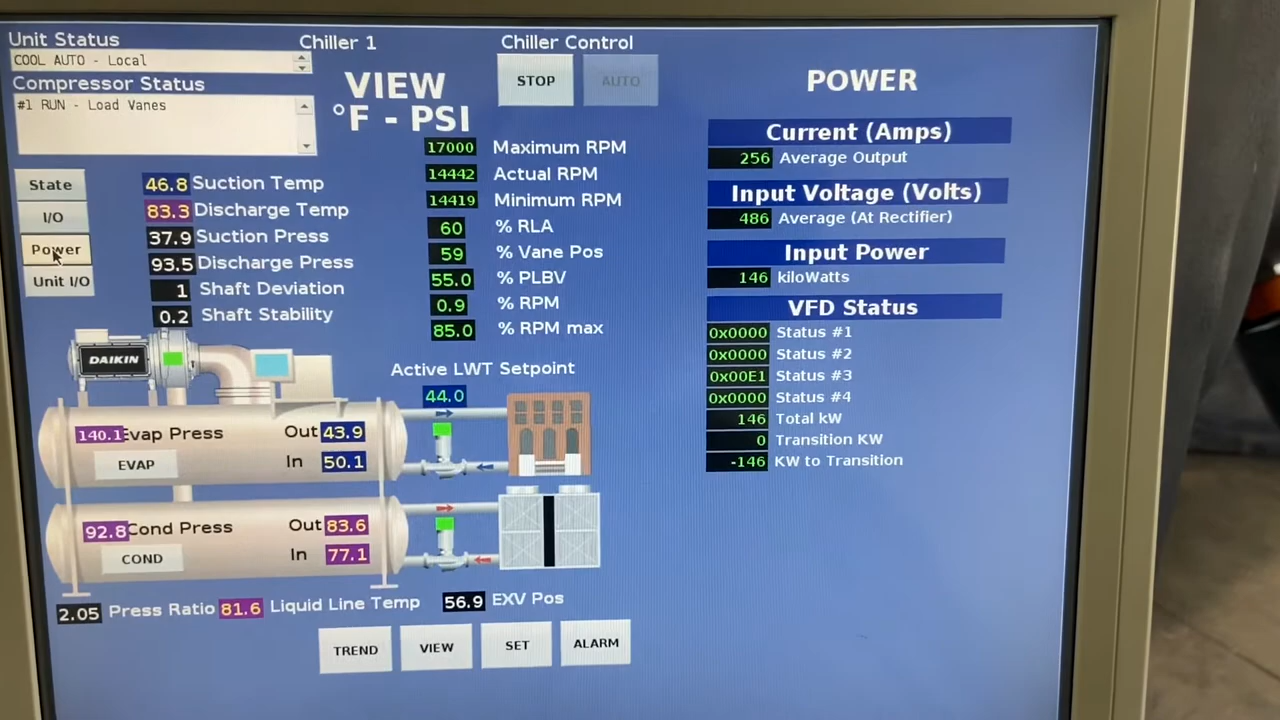 Unit Status
COOL AUTO - Local
Compressor Status
#1 RUN - Load Vanes
Chiller 1
VIEW
°F - PSI
Chiller Control
STOP
AUTO
State
I/O
Power
Unit I/O
46.8 Suction Temp
83.3 Discharge Temp
37.9 Suction Press
93.5 Discharge Press
1 Shaft Deviation
0.2 Shaft Stability
17000 Maximum RPM
14442 Actual RPM
14419 Minimum RPM
60 % RLA
59 % Vane Pos
55.0 % PLBV
0.9 % RPM
85.0 % RPM max
POWER
Current (Amps)
256 Average Output
Input Voltage (Volts)
486 Average (At Rectifier)
Input Power
146 kiloWatts
VFD Status
0x0000 Status #1
0x0000 Status #2
0x00E1 Status #3
0x0000 Status #4
146 Total kW
0 Transition KW
-146 KW to Transition
DAIKIN
Active LWT Setpoint
44.0
140.1 Evap Press
Out 43.9
EVAP
In 50.1
92.8 Cond Press
Out 83.6
COND
In 77.1
2.05 Press Ratio 81.6 Liquid Line Temp 56.9 EXV Pos
TREND
VIEW
SET
ALARM